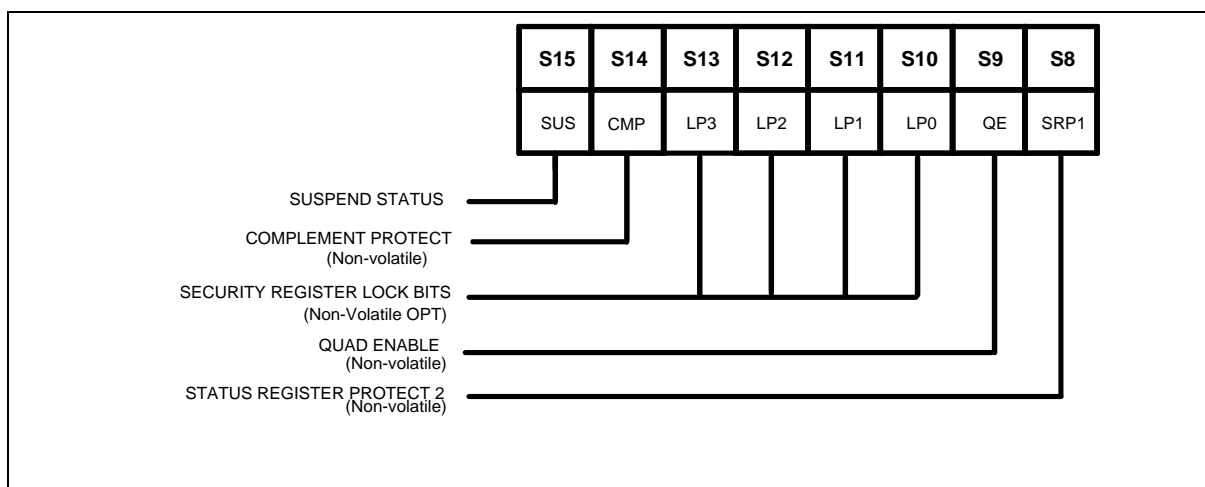 S15 S14 S13 S12 S11 S10 S9 S8
SUS CMP LP3 LP2 LP1 LP0 QE SRP1
SUSPEND STATUS
COMPLEMENT PROTECT
(Non-volatile)
SECURITY REGISTER LOCK BITS
(Non-Volatile OPT)
QUAD ENABLE
(Non-volatile)
STATUS REGISTER PROTECT 2
(Non-volatile)